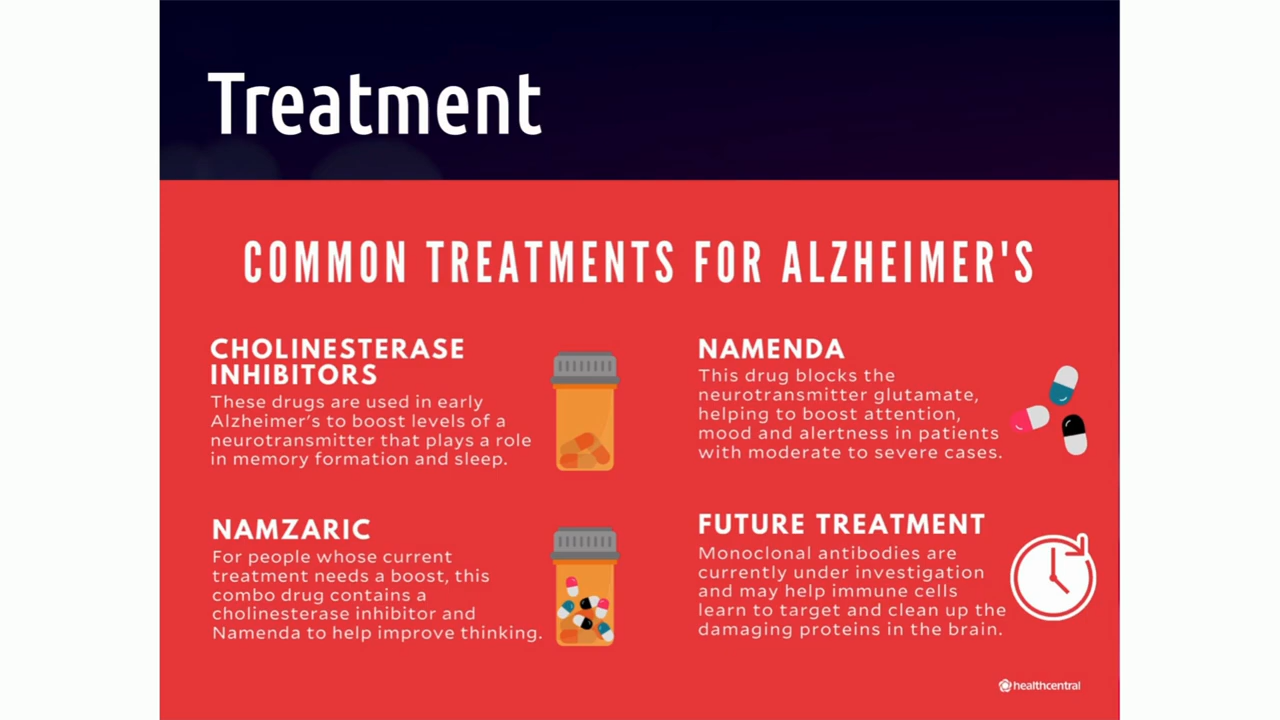 Treatment
COMMON TREATMENTS FOR ALZHEIMER'S
CHOLINESTERASE
INHIBITORS
These drugs are used in early
Alzheimer's to boost levels of a
neurotransmitter that plays a role
in memory formation and sleep.
NAMENDA
This drug blocks the
neurotransmitter glutamate,
helping to boost attention,
mood and alertness in patients
with moderate to severe cases.
NAMZARIC
For people whose current
treatment needs a boost, this
combo drug contains a
cholinesterase inhibitor and
Namenda to help improve thinking.
FUTURE TREATMENT
Monoclonal antibodies are
currently under investigation
and may help immune cells
learn to target and clean up the
damaging proteins in the brain.
healthcentral